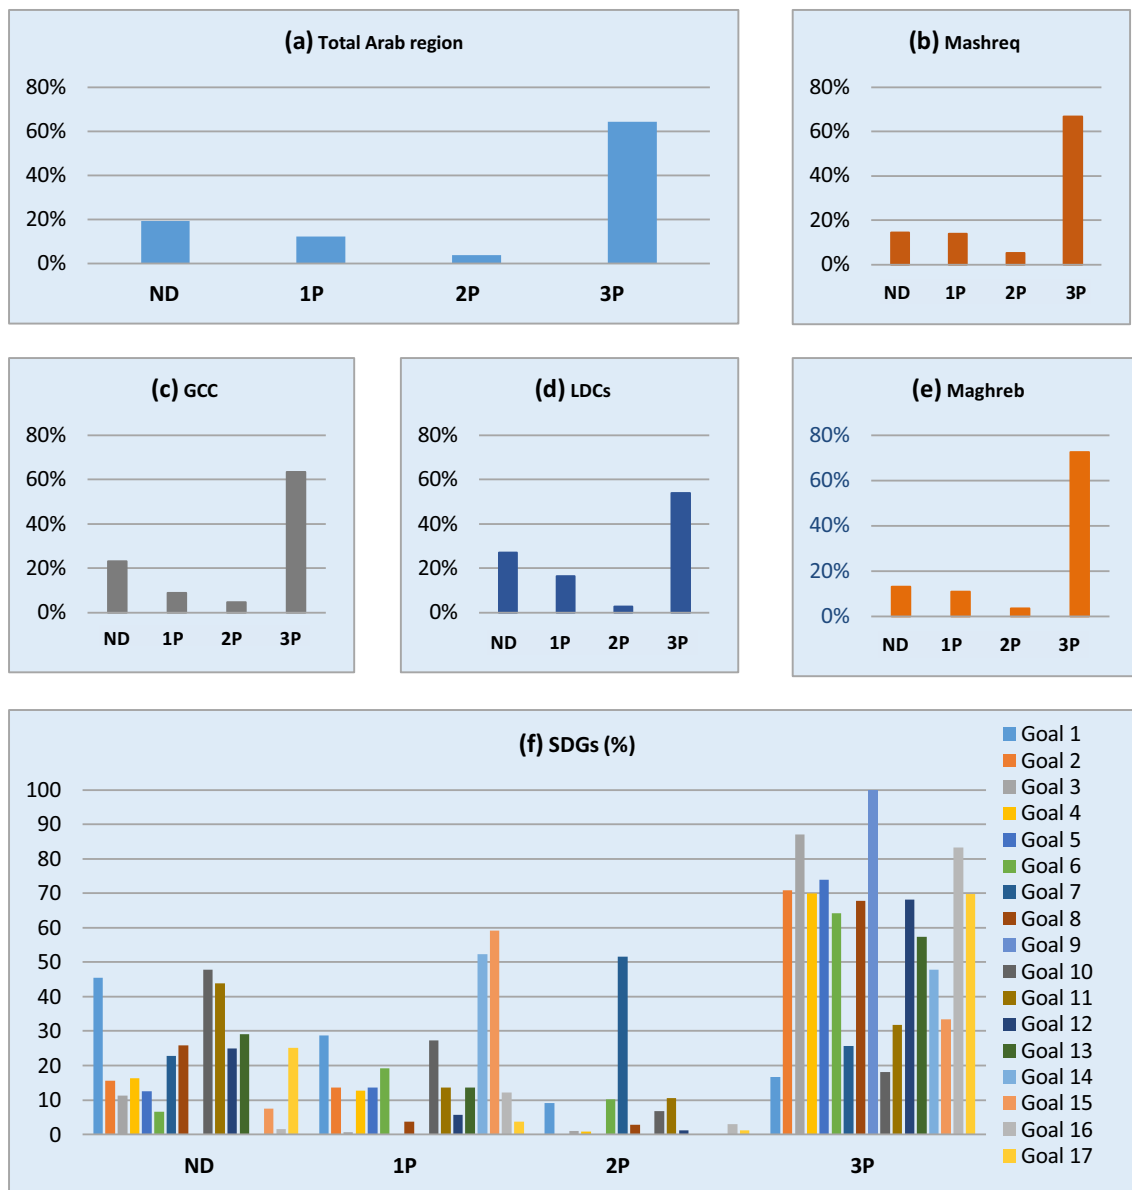 (a) Total Arab region
80%
60%
40%
20%
0%
ND 1P 2P 3P
(b) Mashreq
80%
60%
40%
20%
0%
ND 1P 2P 3P
(c) GCC
80%
60%
40%
20%
0%
ND 1P 2P 3P
(d) LDCs
80%
60%
40%
20%
0%
ND 1P 2P 3P
(e) Maghreb
80%
60%
40%
20%
0%
ND 1P 2P 3P
(f) SDGs (%)
100
90
80
70
60
50
40
30
20
10
0
ND 1P 2P 3P
Goal 1
Goal 2
Goal 3
Goal 4
Goal 5
Goal 6
Goal 7
Goal 8
Goal 9
Goal 10
Goal 11
Goal 12
Goal 13
Goal 14
Goal 15
Goal 16
Goal 17